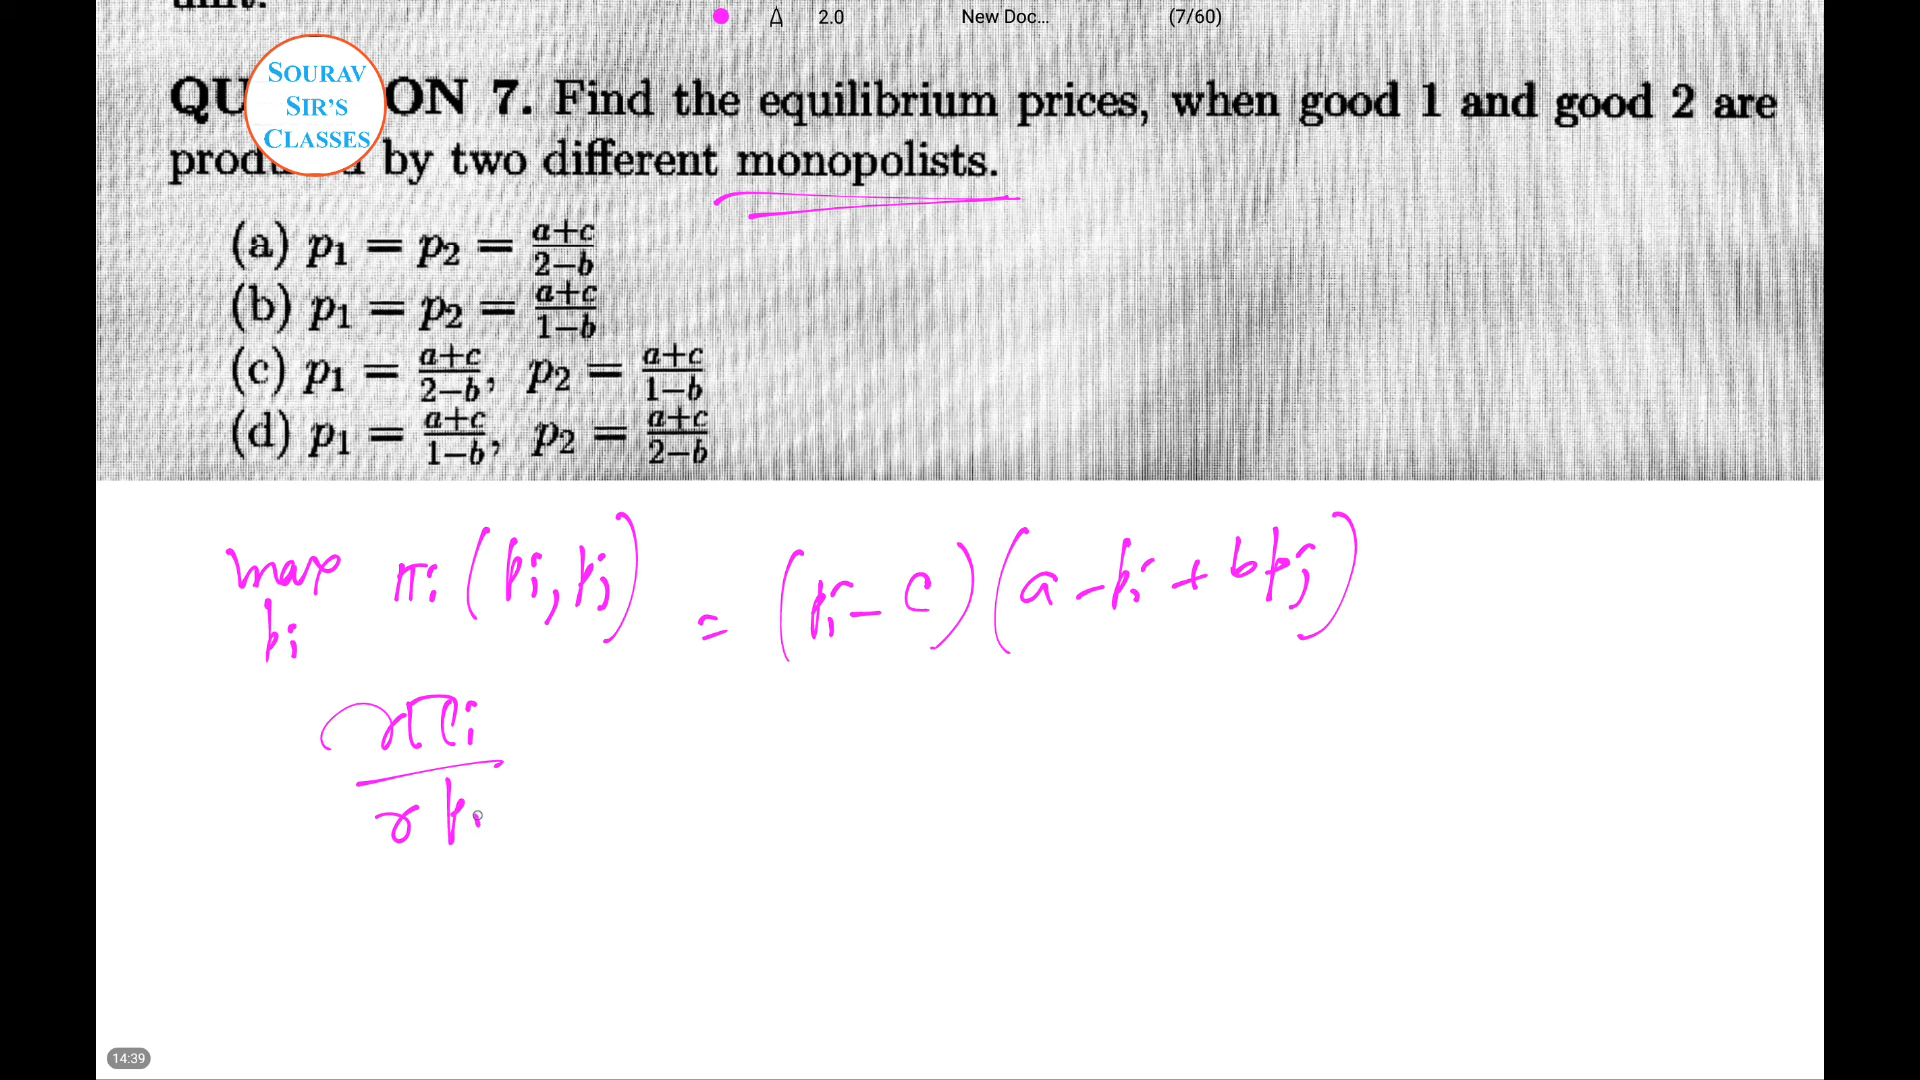 2.0 New Doc... (7/60)
SOURAV
SIR'S
CLASSES
QU ON 7. Find the equilibrium prices, when good 1 and good 2 are
prod by two different monopolists.
(a) p₁ = p₂ = (a+c)/(2−b)
(b) p₁ = p₂ = (a+c)/(1−b)
(c) p₁ = (a+c)/(2−b), p₂ = (a+c)/(1−b)
(d) p₁ = (a+c)/(1−b), p₂ = (a+c)/(2−b)
max πi (pi, pj) = (pi − c)(a − pi + bpj)
pi
∂πi
∂pi
14:39